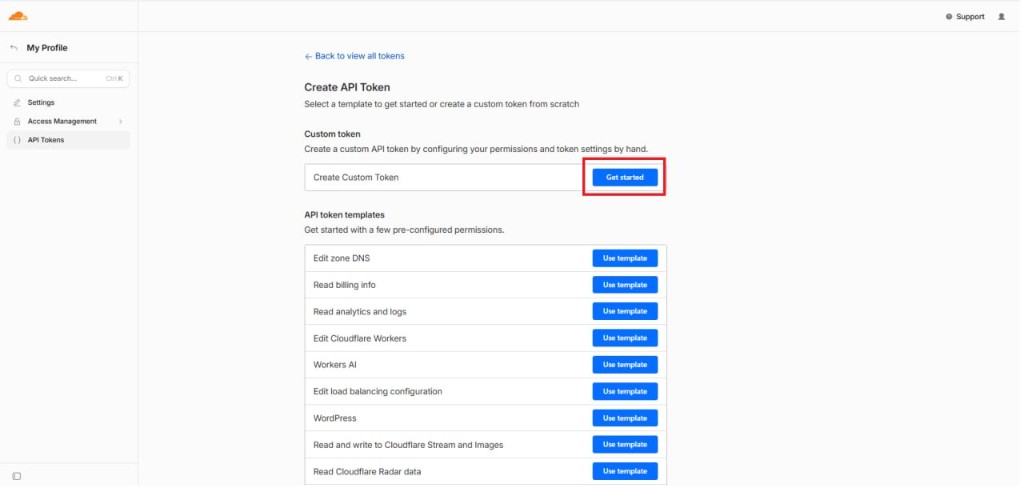 Support
My Profile
Quick search... Ctrl K
Settings
Access Management
API Tokens
← Back to view all tokens
Create API Token
Select a template to get started or create a custom token from scratch
Custom token
Create a custom API token by configuring your permissions and token settings by hand.
Create Custom Token Get started
API token templates
Get started with a few pre-configured permissions.
Edit zone DNS Use template
Read billing info Use template
Read analytics and logs Use template
Edit Cloudflare Workers Use template
Workers AI Use template
Edit load balancing configuration Use template
WordPress Use template
Read and write to Cloudflare Stream and Images Use template
Read Cloudflare Radar data Use template